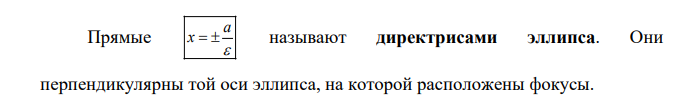 Прямые x = ± a/ε называют директрисами эллипса. Они
перпендикулярны той оси эллипса, на которой расположены фокусы.